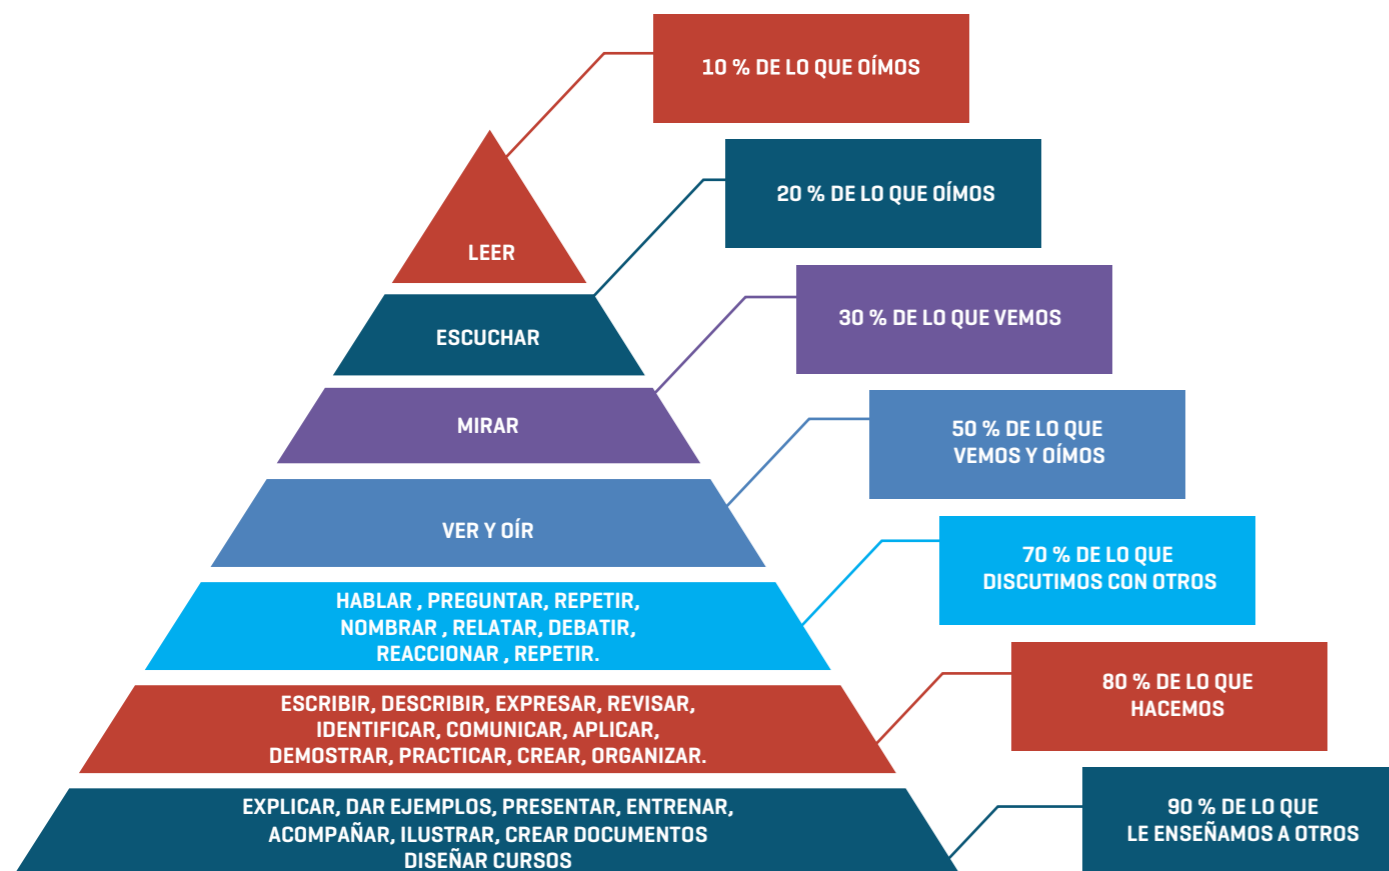 10 % DE LO QUE OÍMOS
LEER
20 % DE LO QUE OÍMOS
ESCUCHAR
30 % DE LO QUE VEMOS
MIRAR
50 % DE LO QUE
VEMOS Y OÍMOS
VER Y OÍR
70 % DE LO QUE
DISCUTIMOS CON OTROS
HABLAR , PREGUNTAR, REPETIR,
NOMBRAR , RELATAR, DEBATIR,
REACCIONAR , REPETIR.
80 % DE LO QUE
HACEMOS
ESCRIBIR, DESCRIBIR, EXPRESAR, REVISAR,
IDENTIFICAR, COMUNICAR, APLICAR,
DEMOSTRAR, PRACTICAR, CREAR, ORGANIZAR.
90 % DE LO QUE
LE ENSEÑAMOS A OTROS
EXPLICAR, DAR EJEMPLOS, PRESENTAR, ENTRENAR,
ACOMPAÑAR, ILUSTRAR, CREAR DOCUMENTOS
DISEÑAR CURSOS